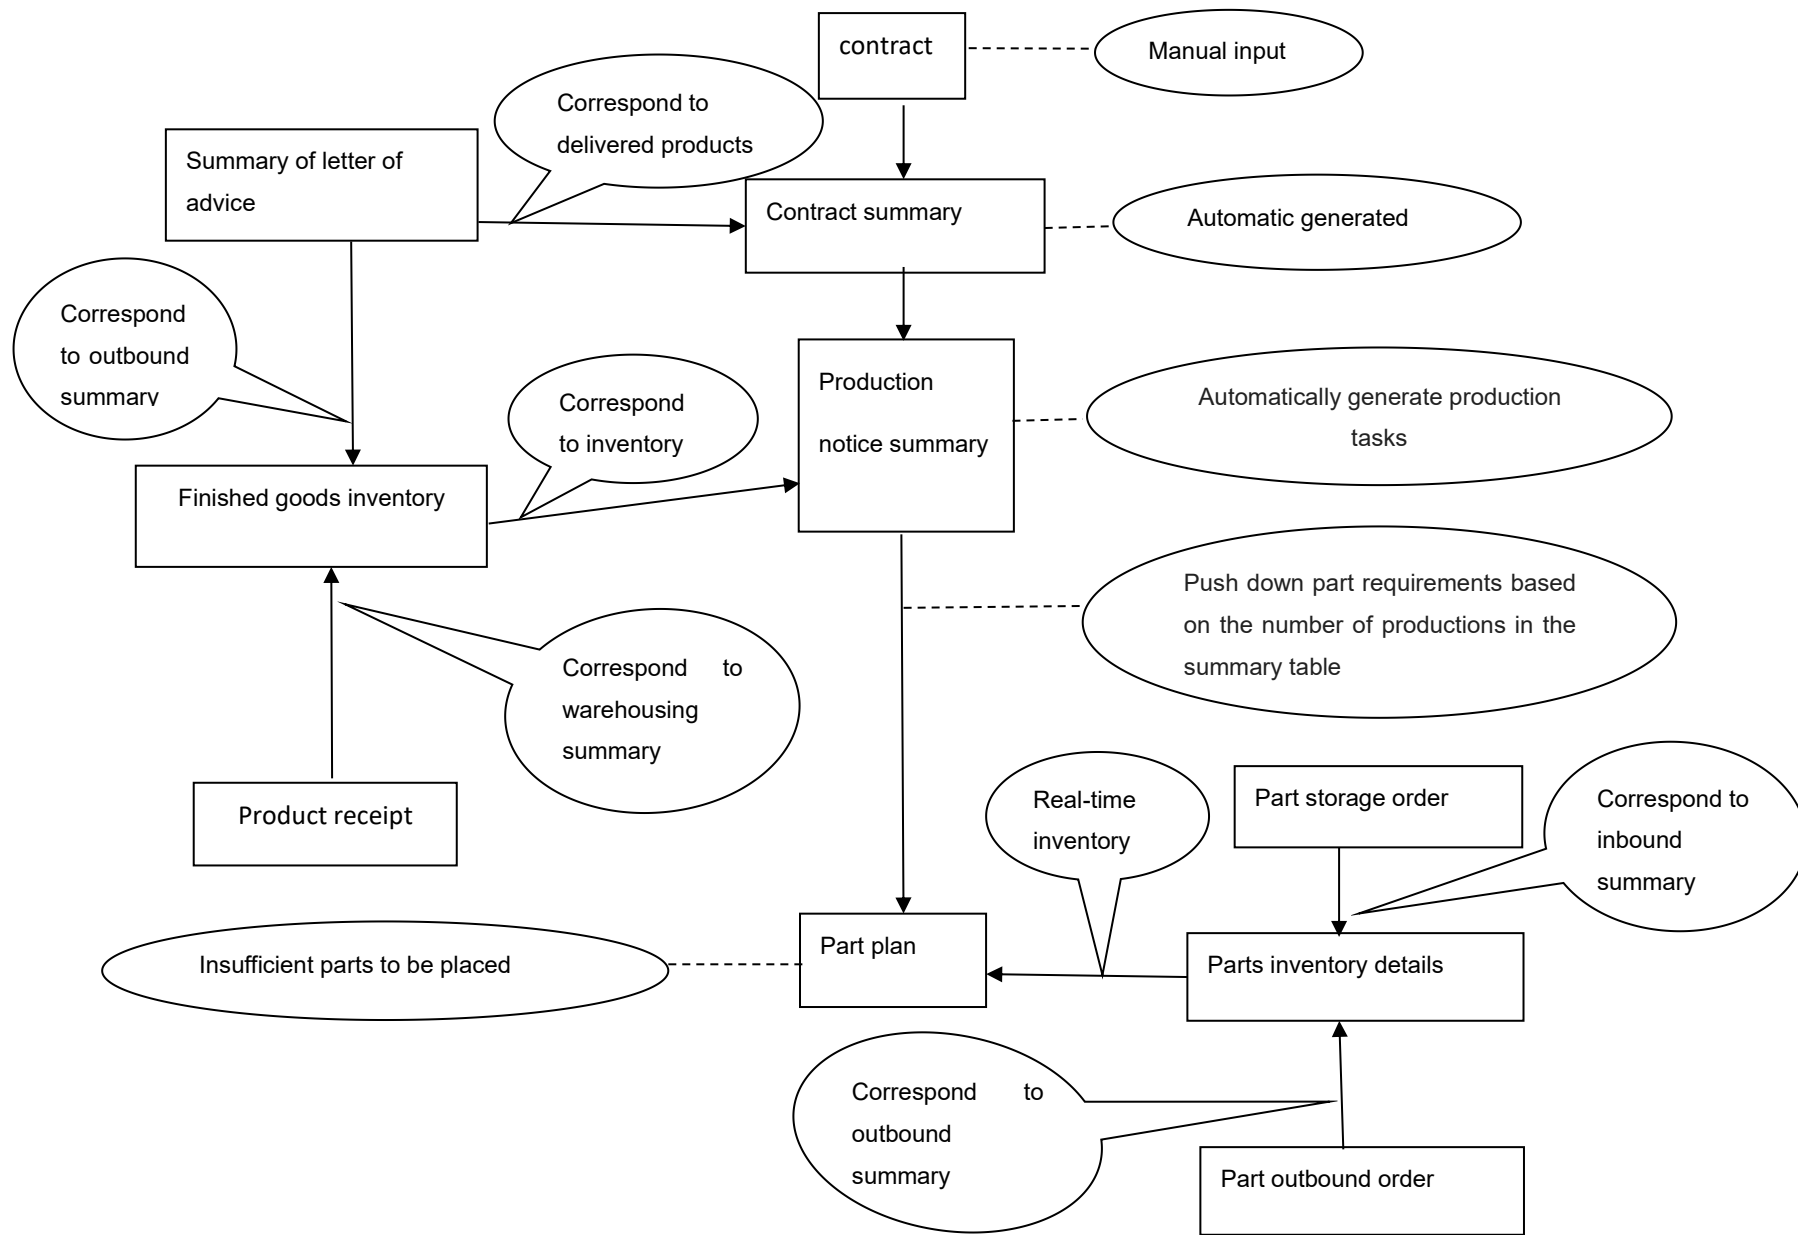 contract
Manual input
Correspond to
delivered products
Summary of letter of
advice
Contract summary
Automatic generated
Correspond
to outbound
summary
Production
notice summary
Automatically generate production
tasks
Correspond
to inventory
Finished goods inventory
Push down part requirements based
on the number of productions in the
summary table
Correspond to
warehousing
summary
Product receipt
Real-time
inventory
Part storage order
Correspond to
inbound
summary
Insufficient parts to be placed
Part plan
Parts inventory details
Correspond to
outbound
summary
Part outbound order